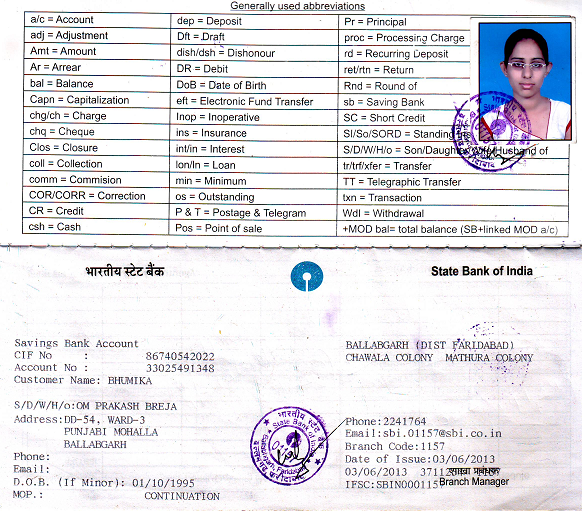 Generally used abbreviations
a/c = Account dep = Deposit Pr = Principal
adj = Adjustment Dft = Draft proc = Processing Charge
Amt = Amount dish/dsh = Dishonour rd = Recurring Deposit
Ar = Arrear DR = Debit ret/rtn = Return
bal = Balance DoB = Date of Birth Rnd = Round of
Capn = Capitalization eft = Electronic Fund Transfer sb = Saving Bank
chg/ch = Charge Inop = Inoperative SC = Short Credit
chq = Cheque ins = Insurance SI/So/SORD = Standing
Clos = Closure int/in = Interest S/D/W/H/o = Son/Daughter/Wife/Husband of
coll = Collection lon/ln = Loan tr/trf/xfer = Transfer
comm = Commision min = Minimum TT = Telegraphic Transfer
COR/CORR = Correction os = Outstanding txn = Transaction
CR = Credit P & T = Postage & Telegram Wdl = Withdrawal
csh = Cash Pos = Point of sale +MOD bal= total balance (SB+linked MOD a/c)
भारतीय स्टेट बैंक State Bank of India
Savings Bank Account
CIF No : 86740542022
Account No : 33025491348
Customer Name: BHUMIKA
S/D/W/H/o:OM PRAKASH BREJA
Address:DD-54, WARD-3
PUNJABI MOHALLA
BALLABGARH
Phone:
Email:
D.O.B. (If Minor): 01/10/1995
MOP.: CONTINUATION
BALLABGARH (DIST FARIDABAD)
CHAWALA COLONY MATHURA COLONY
Phone:2241764
Email:sbi.01157@sbi.co.in
Branch Code:1157
Date of Issue:03/06/2013
03/06/2013
शाखा प्रबन्धक
IFSC:SBIN0001157
Branch Manager
भारतीय स्टेट बैंक
State Bank of